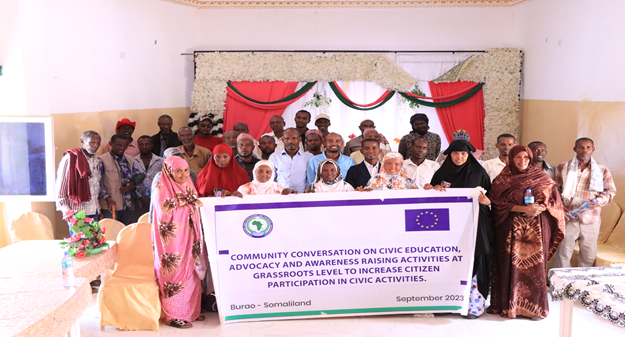 COMMUNITY CONVERSATION ON CIVIC EDUCATION,
ADVOCACY AND AWARENESS RAISING ACTIVITIES AT
GRASSROOTS LEVEL TO INCREASE CITIZEN
PARTICIPATION IN CIVIC ACTIVITIES.
Burao - Somaliland September 2023